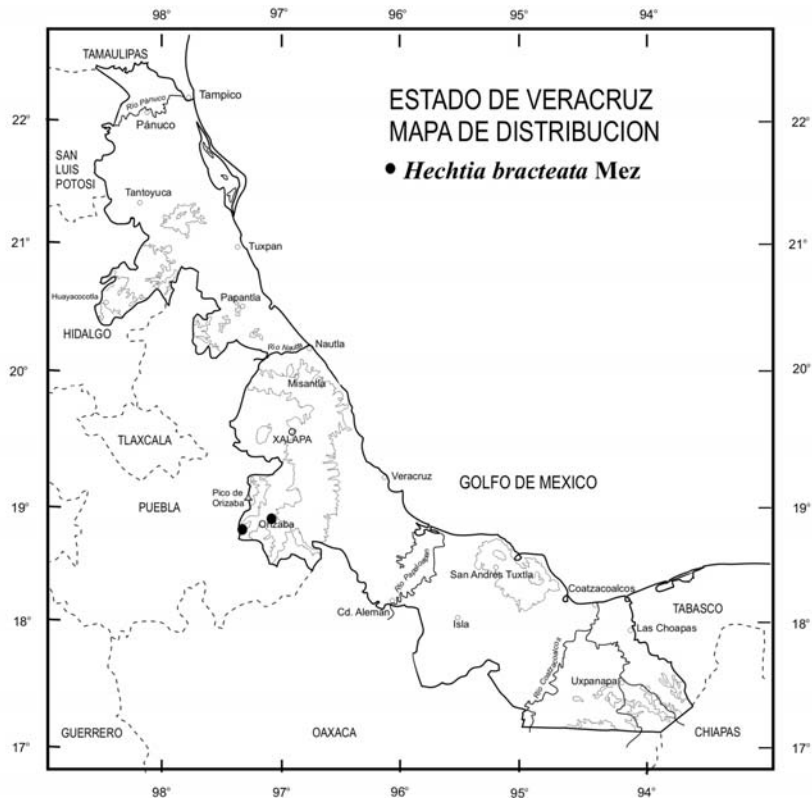 98° 97° 96° 95° 94°
TAMAULIPAS
Río Pánuco
Tampico
ESTADO DE VERACRUZ
MAPA DE DISTRIBUCION
● Hechtia bracteata Mez
22° 22°
Pánuco
SAN
LUIS
POTOSI
Tantoyuca
21° 21°
Tuxpan
Huayacocotla
Papantla
HIDALGO
Río Nautla
Nautla
20° 20°
Misantla
TLAXCALA
XALAPA
Veracruz
GOLFO DE MEXICO
Pico de
Orizaba
19° 19°
PUEBLA
Orizaba
Río Papaloapan
San Andrés Tuxtla
Coatzacoalcos
TABASCO
Cd. Alemán
18° 18°
Isla
Las Choapas
Río Coatzacoalcos
Uxpanapa
GUERRERO
OAXACA
CHIAPAS
17° 17°
98° 97° 96° 95° 94°